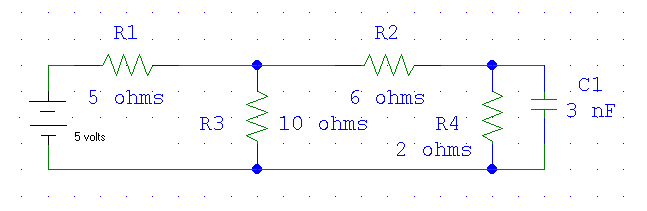 R1
R2
5 ohms
6 ohms
C1
3 nF
R3
10 ohms
R4
2 ohms
5 volts